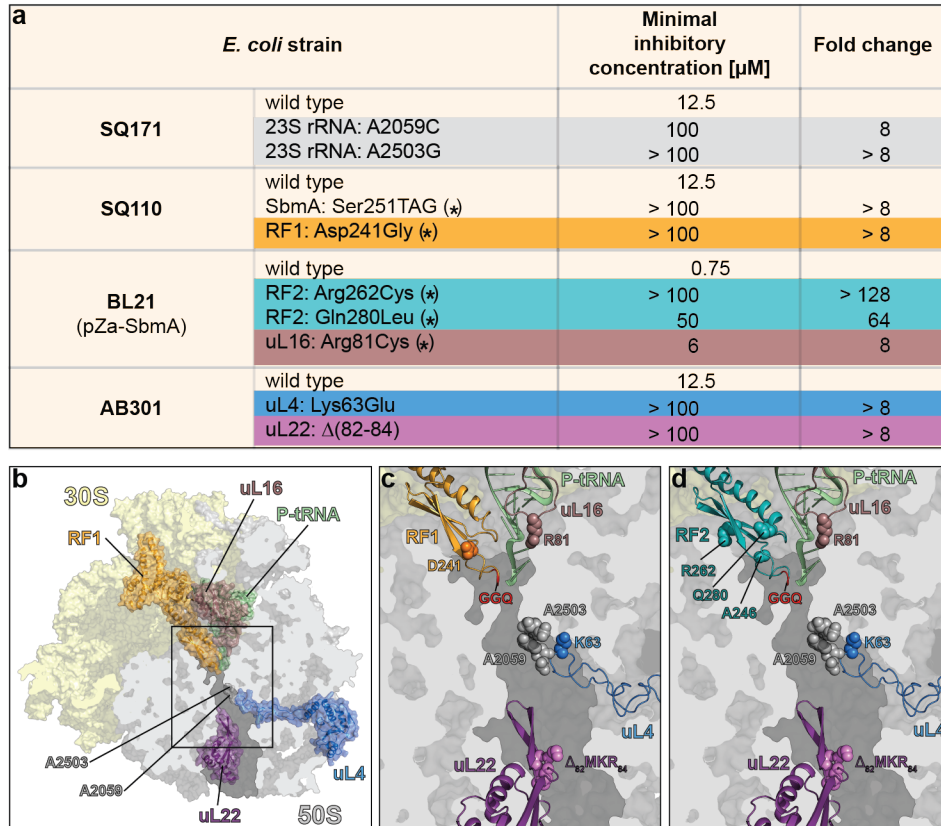 a
E. coli strain
Minimal
inhibitory
concentration [µM]
Fold change
SQ171
wild type 12.5
23S rRNA: A2059C 100 8
23S rRNA: A2503G > 100 > 8
SQ110
wild type 12.5
SbmA: Ser251TAG (*) > 100 > 8
RF1: Asp241Gly (*) > 100 > 8
BL21
(pZa-SbmA)
wild type 0.75
RF2: Arg262Cys (*) > 100 > 128
RF2: Gln280Leu (*) 50 64
uL16: Arg81Cys (*) 6 8
AB301
wild type 12.5
uL4: Lys63Glu > 100 > 8
uL22: Δ(82-84) > 100 > 8
b
30S
uL16
P-tRNA
RF1
A2503
A2059
uL22
uL4
50S
c
P-tRNA
uL16
RF1
R81
D241
GGQ
A2503
K63
A2059
uL4
uL22
Δ82MKR84
d
P-tRNA
uL16
RF2
R81
R262
Q280
A246
GGQ
A2503
K63
A2059
uL4
uL22
Δ82MKR84